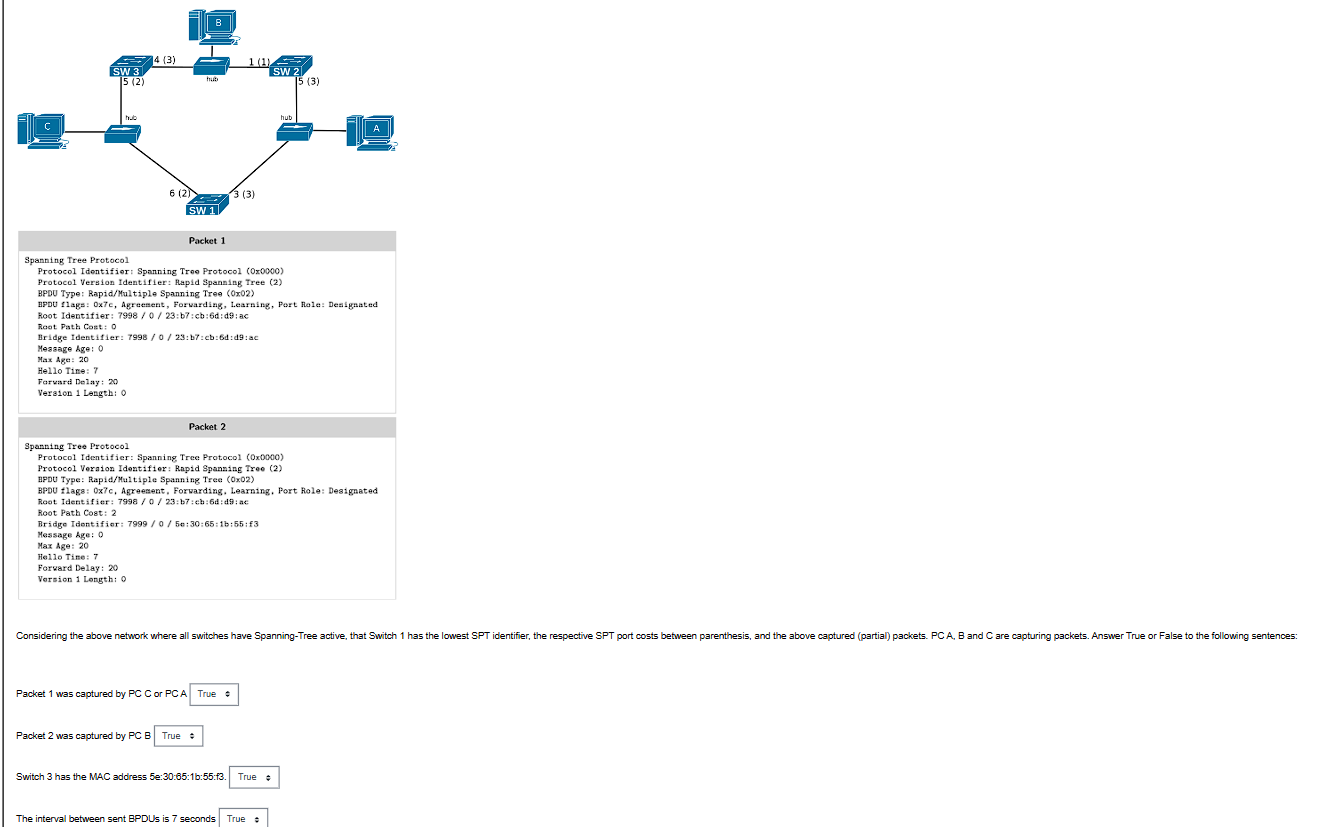 B
4 (3)
1 (1)
SW 3
hub
SW 2
5 (2)
5 (3)
hub
hub
C
A
6 (2)
3 (3)
SW 1
Packet 1
Spanning Tree Protocol
Protocol Identifier: Spanning Tree Protocol (0x0000)
Protocol Version Identifier: Rapid Spanning Tree (2)
BPDU Type: Rapid/Multiple Spanning Tree (0x02)
BPDU flags: 0x7c, Agreement, Forwarding, Learning, Port Role: Designated
Root Identifier: 7998 / 0 / 23:b7:cb:6d:d9:ac
Root Path Cost: 0
Bridge Identifier: 7998 / 0 / 23:b7:cb:6d:d9:ac
Message Age: 0
Max Age: 20
Hello Time: 7
Forward Delay: 20
Version 1 Length: 0
Packet 2
Spanning Tree Protocol
Protocol Identifier: Spanning Tree Protocol (0x0000)
Protocol Version Identifier: Rapid Spanning Tree (2)
BPDU Type: Rapid/Multiple Spanning Tree (0x02)
BPDU flags: 0x7c, Agreement, Forwarding, Learning, Port Role: Designated
Root Identifier: 7998 / 0 / 23:b7:cb:6d:d9:ac
Root Path Cost: 2
Bridge Identifier: 7999 / 0 / 5e:30:65:1b:55:f3
Message Age: 0
Max Age: 20
Hello Time: 7
Forward Delay: 20
Version 1 Length: 0
Considering the above network where all switches have Spanning-Tree active, that Switch 1 has the lowest SPT identifier, the respective SPT port costs between parenthesis, and the above captured (partial) packets. PC A, B and C are capturing packets. Answer True or False to the following sentences:
Packet 1 was captured by PC C or PC A True
Packet 2 was captured by PC B True
Switch 3 has the MAC address 5e:30:65:1b:55:f3. True
The interval between sent BPDUs is 7 seconds True